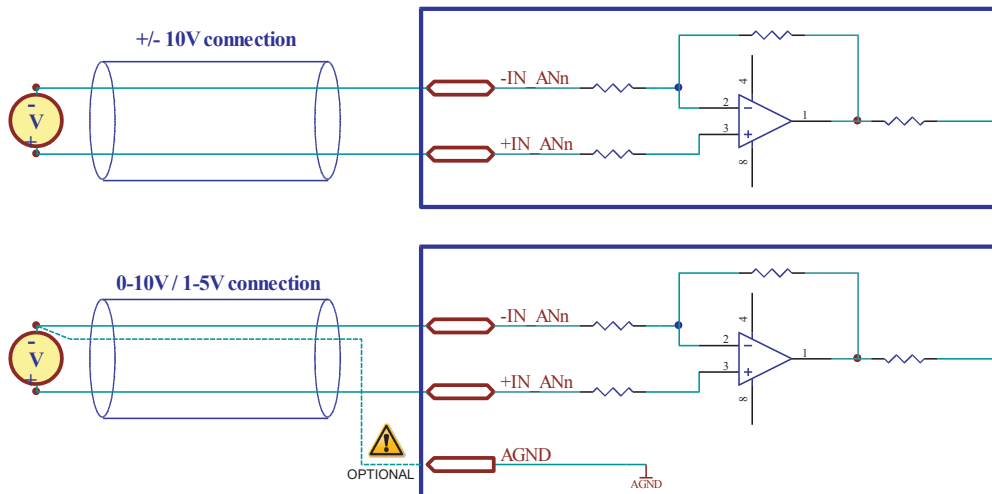 +/- 10V connection
-
V
+
-IN_ANn
+IN_ANn
4
2
-
3
+
1
8
0-10V / 1-5V connection
-
V
+
-IN_ANn
+IN_ANn
4
2
-
3
+
1
8
!
OPTIONAL
AGND
AGND